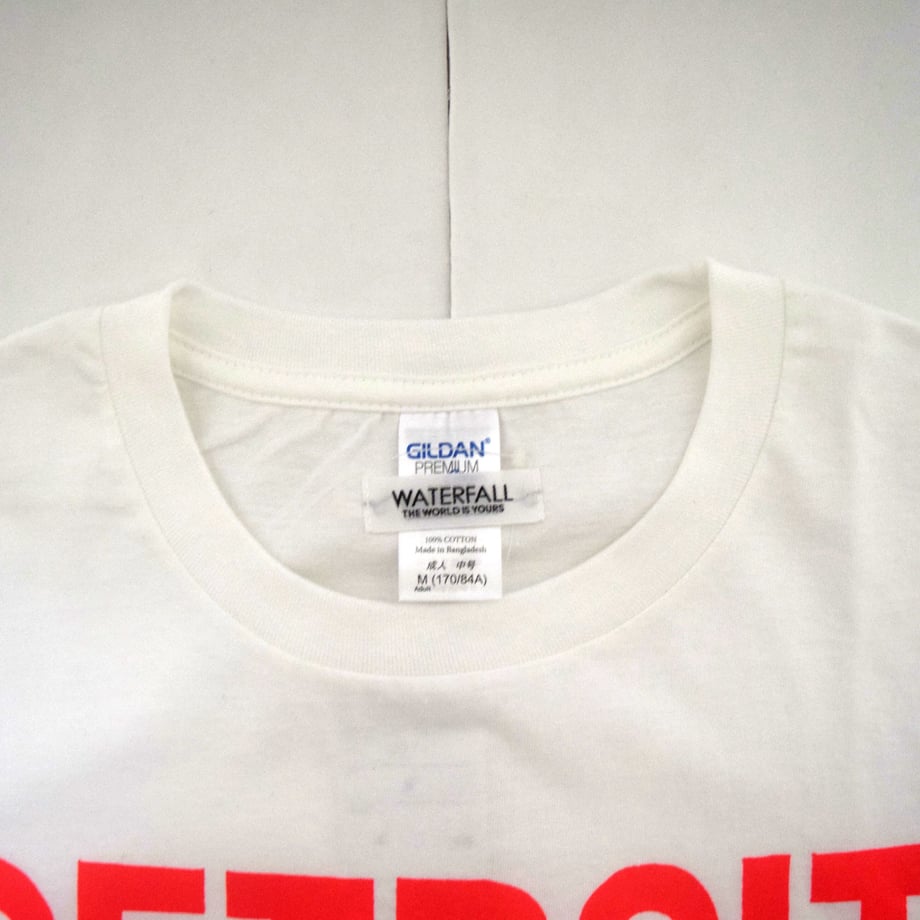 GILDAN®
PREMIUM
WATERFALL
THE WORLD IS YOURS
100% COTTON
Made in Bangladesh
成人 中号
M (170/84A)
Adult
DETROIT